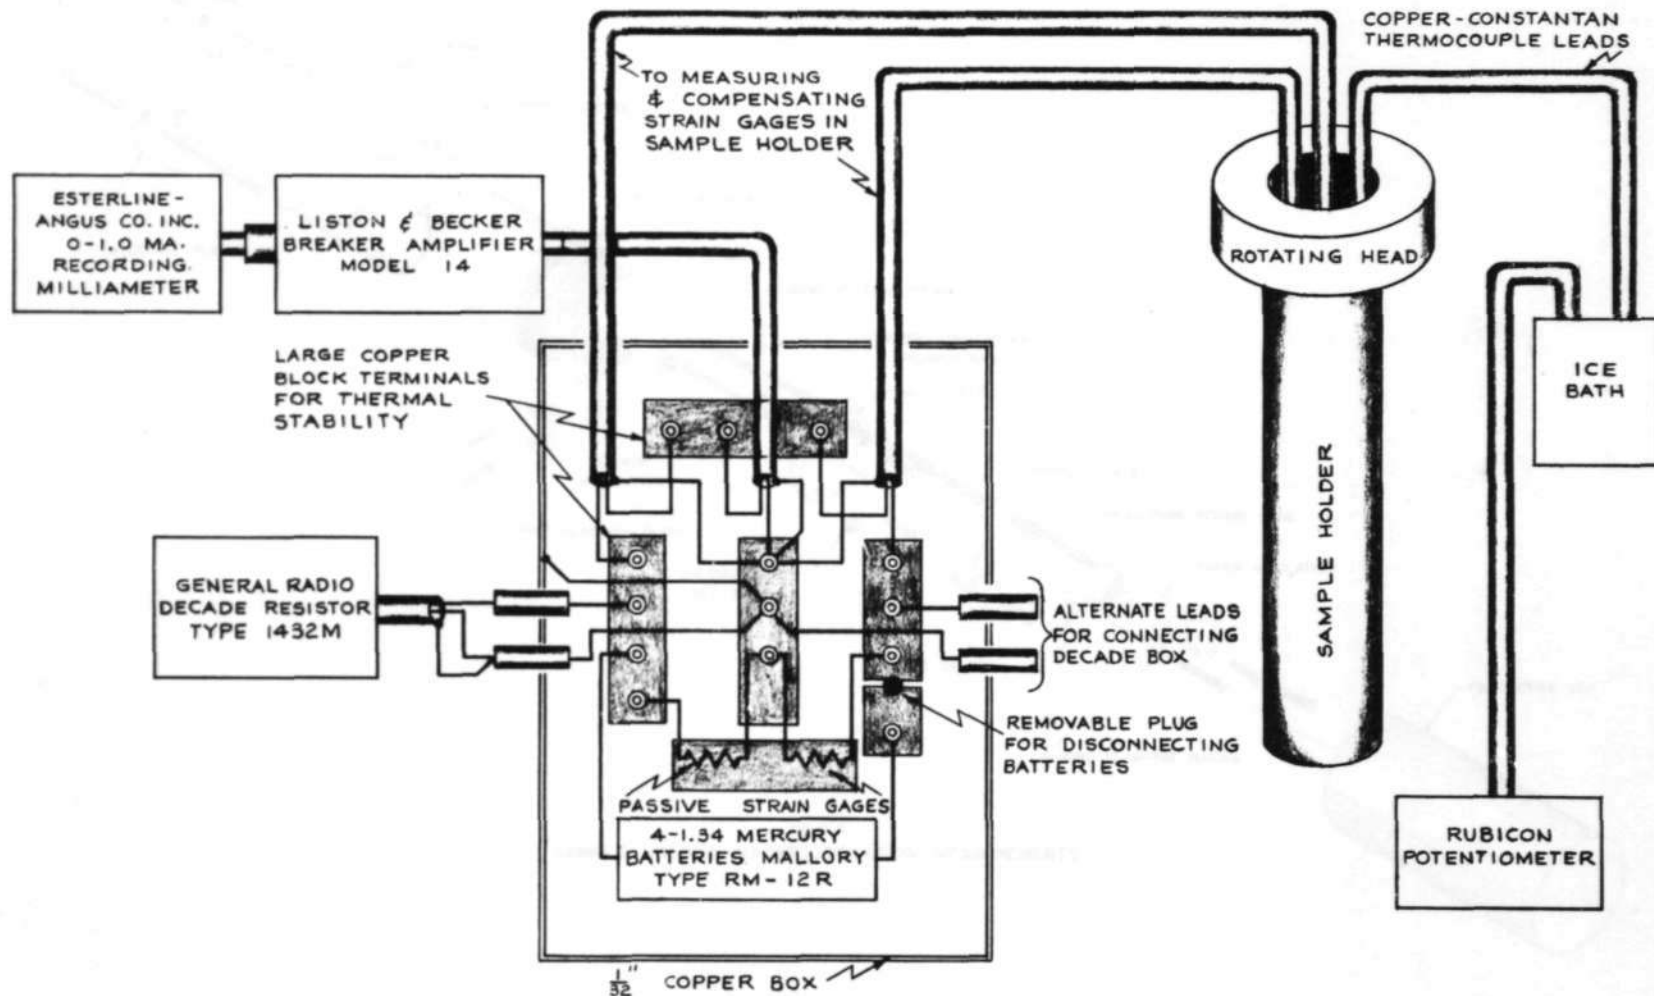 COPPER-CONSTANTAN
THERMOCOUPLE LEADS
TO MEASURING
& COMPENSATING
STRAIN GAGES IN
SAMPLE HOLDER
ESTERLINE-
ANGUS CO. INC.
0-1.0 MA.
RECORDING
MILLIAMETER
LISTON & BECKER
BREAKER AMPLIFIER
MODEL 14
ROTATING HEAD
LARGE COPPER
BLOCK TERMINALS
FOR THERMAL
STABILITY
ICE
BATH
SAMPLE HOLDER
GENERAL RADIO
DECADE RESISTOR
TYPE 1432M
ALTERNATE LEADS
FOR CONNECTING
DECADE BOX
REMOVABLE PLUG
FOR DISCONNECTING
BATTERIES
PASSIVE STRAIN GAGES
4-1.34 MERCURY
BATTERIES MALLORY
TYPE RM-12R
RUBICON
POTENTIOMETER
1/32" COPPER BOX